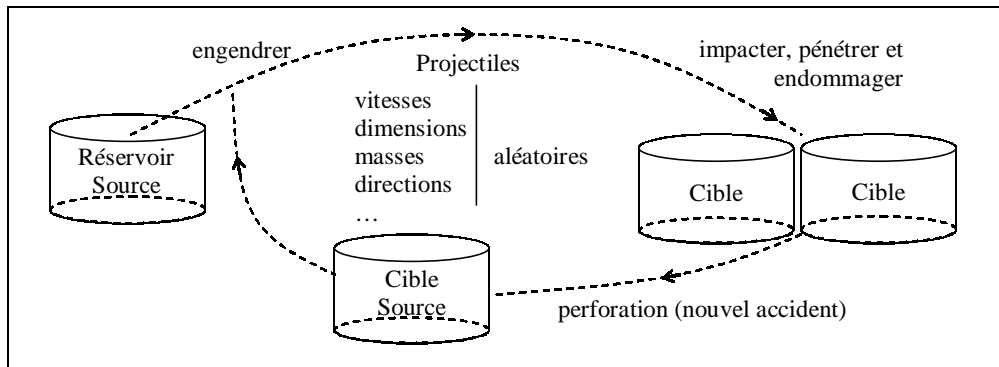 engendrer
impacter, pénétrer et
endommager
Projectiles
vitesses
dimensions
masses
directions
…
aléatoires
Réservoir
Source
Cible
Cible
Cible
Source
perforation (nouvel accident)